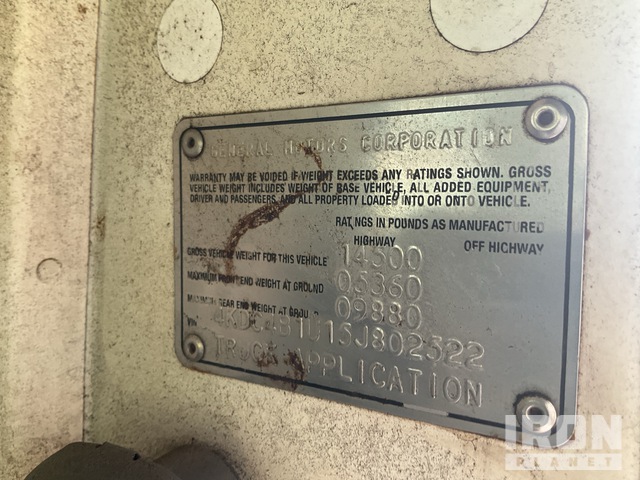 GENERAL MOTORS CORPORATION
WARRANTY MAY BE VOIDED IF WEIGHT EXCEEDS ANY RATINGS SHOWN. GROSS
VEHICLE WEIGHT INCLUDES WEIGHT OF BASE VEHICLE, ALL ADDED EQUIPMENT,
DRIVER AND PASSENGERS, AND ALL PROPERTY LOADED INTO OR ONTO VEHICLE.
RATINGS IN POUNDS AS MANUFACTURED
HIGHWAY OFF HIGHWAY
GROSS VEHICLE WEIGHT FOR THIS VEHICLE 14500
MAXIMUM FRONT END WEIGHT AT GROUND 05360
MAXIMUM REAR END WEIGHT AT GROUND 09880
VIN
TRUCK APPLICATION
IRON
PLANET